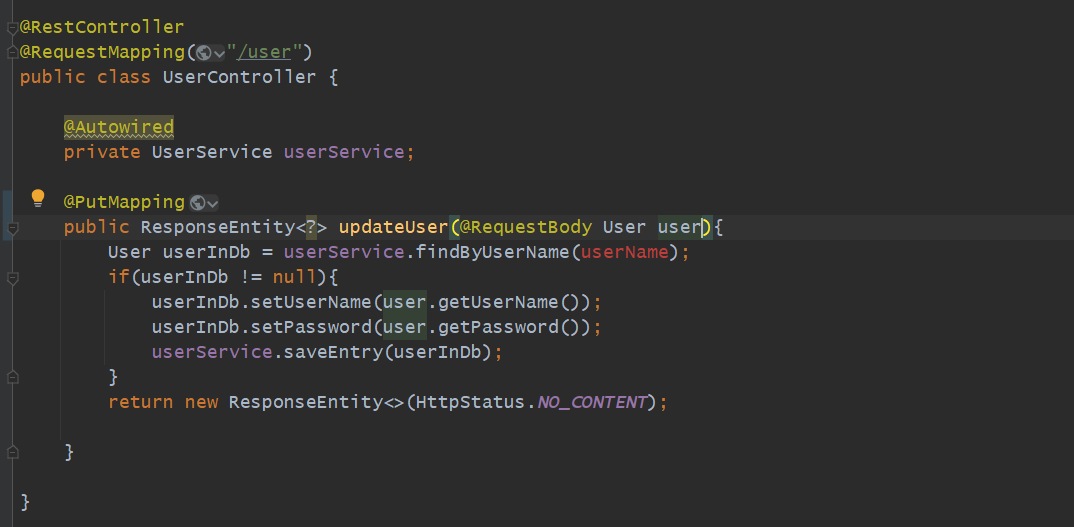 @RestController
@RequestMapping("/user")
public class UserController {
@Autowired
private UserService userService;
@PutMapping
public ResponseEntity<?> updateUser(@RequestBody User user){
User userInDb = userService.findByUserName(userName);
if(userInDb != null){
userInDb.setUserName(user.getUserName());
userInDb.setPassword(user.getPassword());
userService.saveEntry(userInDb);
}
return new ResponseEntity<>(HttpStatus.NO_CONTENT);
}
}